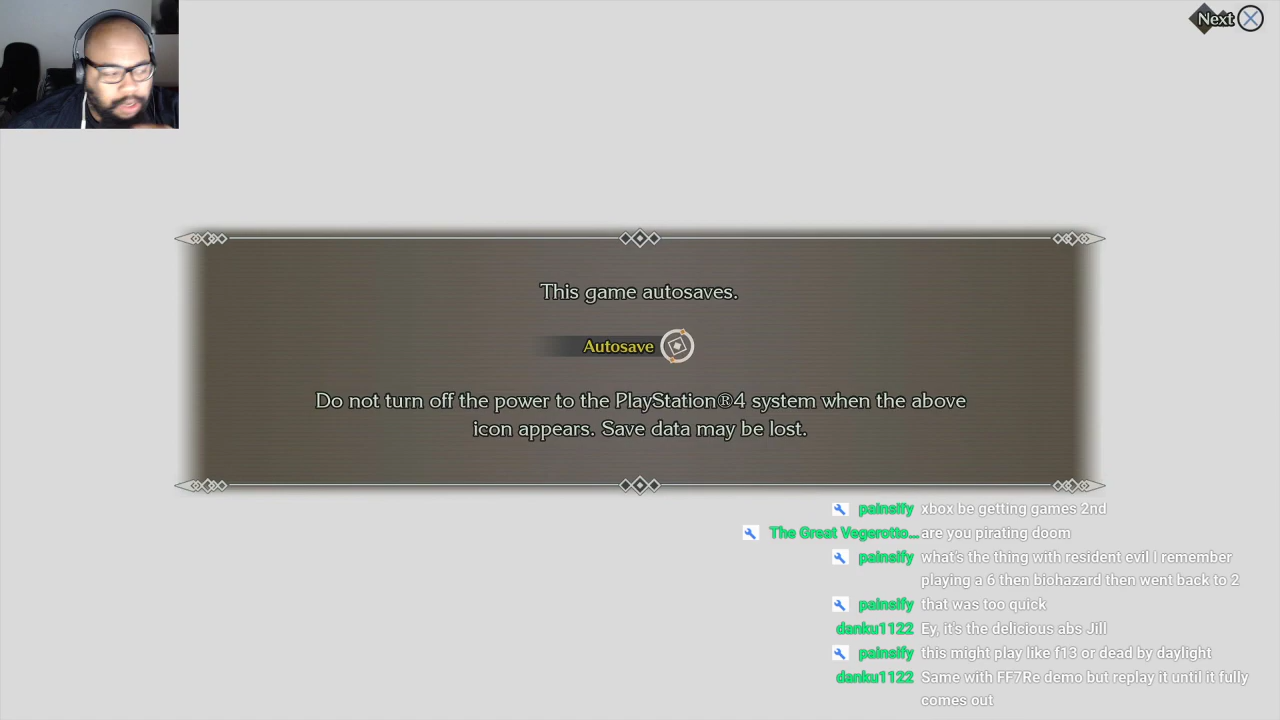 Next
This game autosaves.
Autosave
Do not turn off the power to the PlayStation®4 system when the above
icon appears. Save data may be lost.
painsify xbox be getting games 2nd
The Great Vegerotto... are you pirating doom
painsify what's the thing with resident evil I remember
playing a 6 then biohazard then went back to 2
painsify that was too quick
danku1122 Ey, it's the delicious abs Jill
painsify this might play like f13 or dead by daylight
danku1122 Same with FF7Re demo but replay it until it fully
comes out